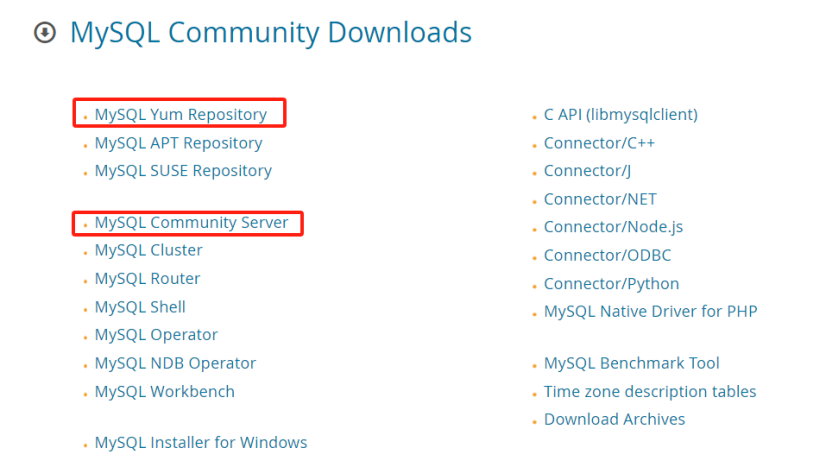 MySQL Community Downloads
MySQL Yum Repository
MySQL APT Repository
MySQL SUSE Repository
MySQL Community Server
MySQL Cluster
MySQL Router
MySQL Shell
MySQL Operator
MySQL NDB Operator
MySQL Workbench
MySQL Installer for Windows
C API (libmysqlclient)
Connector/C++
Connector/J
Connector/NET
Connector/Node.js
Connector/ODBC
Connector/Python
MySQL Native Driver for PHP
MySQL Benchmark Tool
Time zone description tables
Download Archives